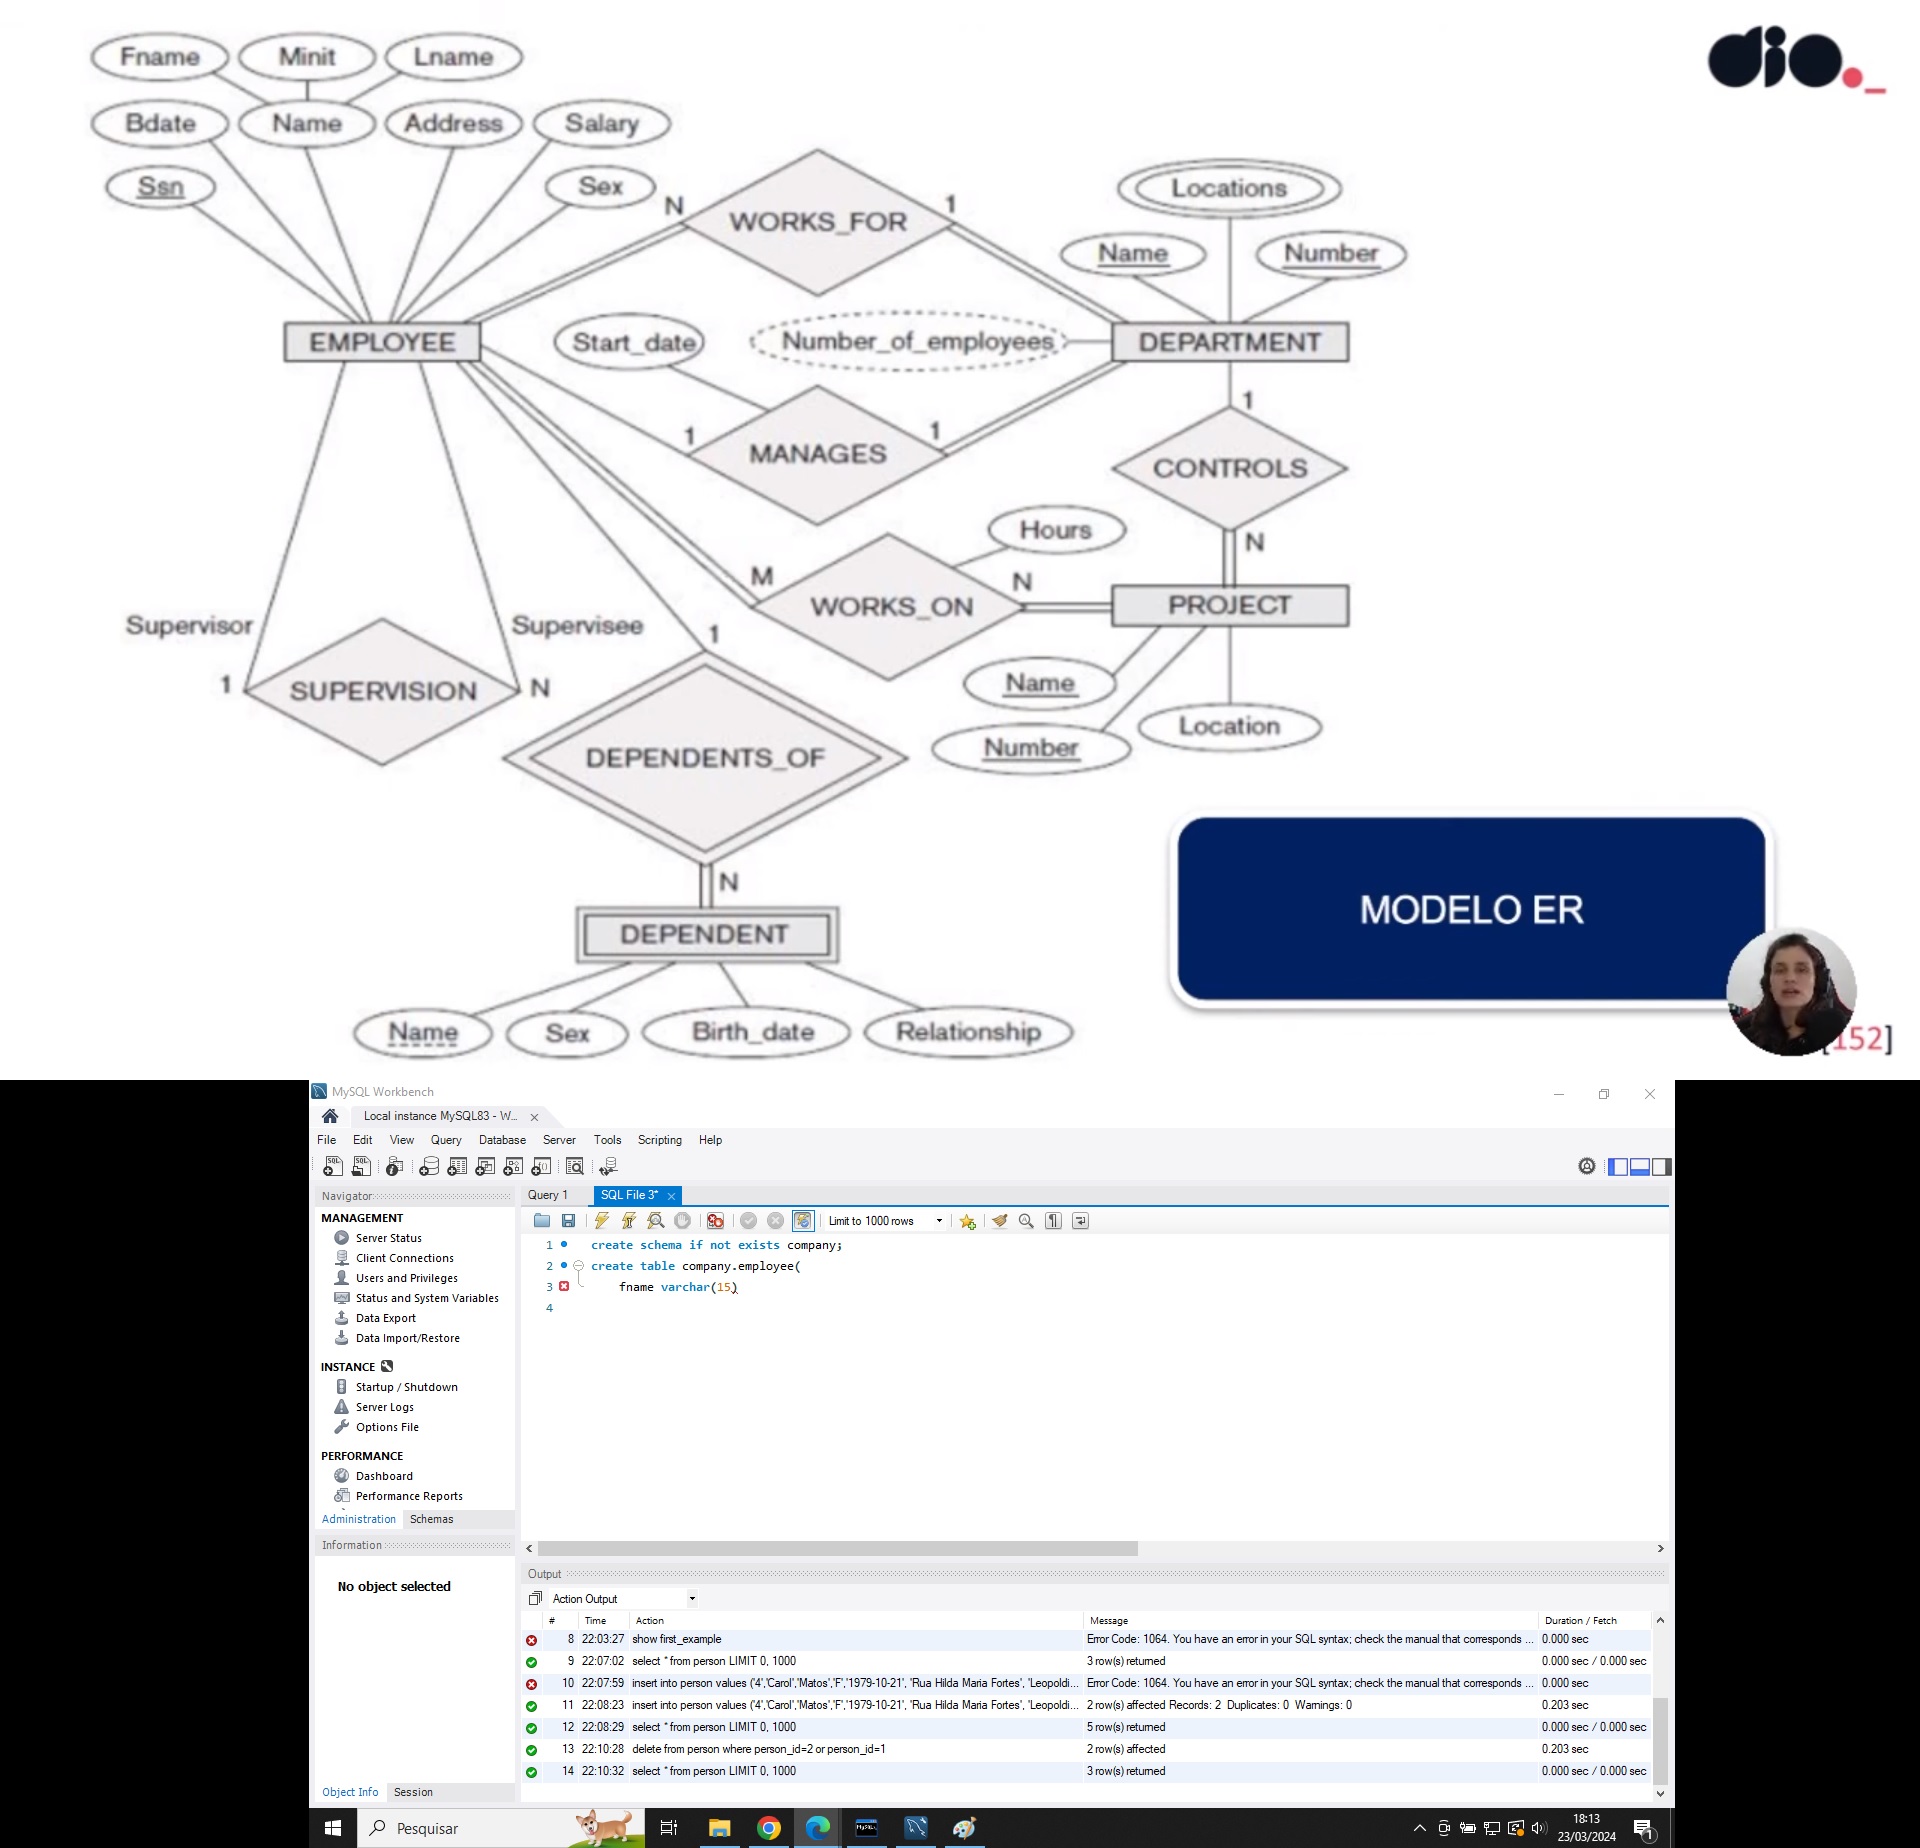 dio._
Fname Minit Lname
Bdate Name Address Salary
Ssn Sex
N WORKS_FOR 1
Locations
Name Number
EMPLOYEE Start_date Number_of_employees DEPARTMENT
1 MANAGES 1
1
CONTROLS
N
Hours
M WORKS_ON N
PROJECT
Supervisor Supervisee 1
1 SUPERVISION N
Name
Number Location
DEPENDENTS_OF
N
DEPENDENT
Name Sex Birth_date Relationship
MODELO ER
[152]
MySQL Workbench
Local instance MySQL83 - W...
File Edit View Query Database Server Tools Scripting Help
Navigator
MANAGEMENT
Server Status
Client Connections
Users and Privileges
Status and System Variables
Data Export
Data Import/Restore
INSTANCE
Startup / Shutdown
Server Logs
Options File
PERFORMANCE
Dashboard
Performance Reports
Administration Schemas
Information
No object selected
Object Info Session
Query 1 SQL File 3*
Limit to 1000 rows
1 create schema if not exists company;
2 create table company.employee(
3 fname varchar(15)
4
Output
Action Output
# Time Action Message Duration / Fetch
8 22:03:27 show first_example Error Code: 1064. You have an error in your SQL syntax; check the manual that corresponds ... 0.000 sec
9 22:07:02 select * from person LIMIT 0, 1000 3 row(s) returned 0.000 sec / 0.000 sec
10 22:07:59 insert into person values ('4','Carol','Matos','F','1979-10-21', 'Rua Hilda Maria Fortes', 'Leopoldi... Error Code: 1064. You have an error in your SQL syntax; check the manual that corresponds ... 0.000 sec
11 22:08:23 insert into person values ('4','Carol','Matos','F','1979-10-21', 'Rua Hilda Maria Fortes', 'Leopoldi... 2 row(s) affected Records: 2 Duplicates: 0 Warnings: 0 0.203 sec
12 22:08:29 select * from person LIMIT 0, 1000 5 row(s) returned 0.000 sec / 0.000 sec
13 22:10:28 delete from person where person_id=2 or person_id=1 2 row(s) affected 0.203 sec
14 22:10:32 select * from person LIMIT 0, 1000 3 row(s) returned 0.000 sec / 0.000 sec
Pesquisar
18:13
23/03/2024
1